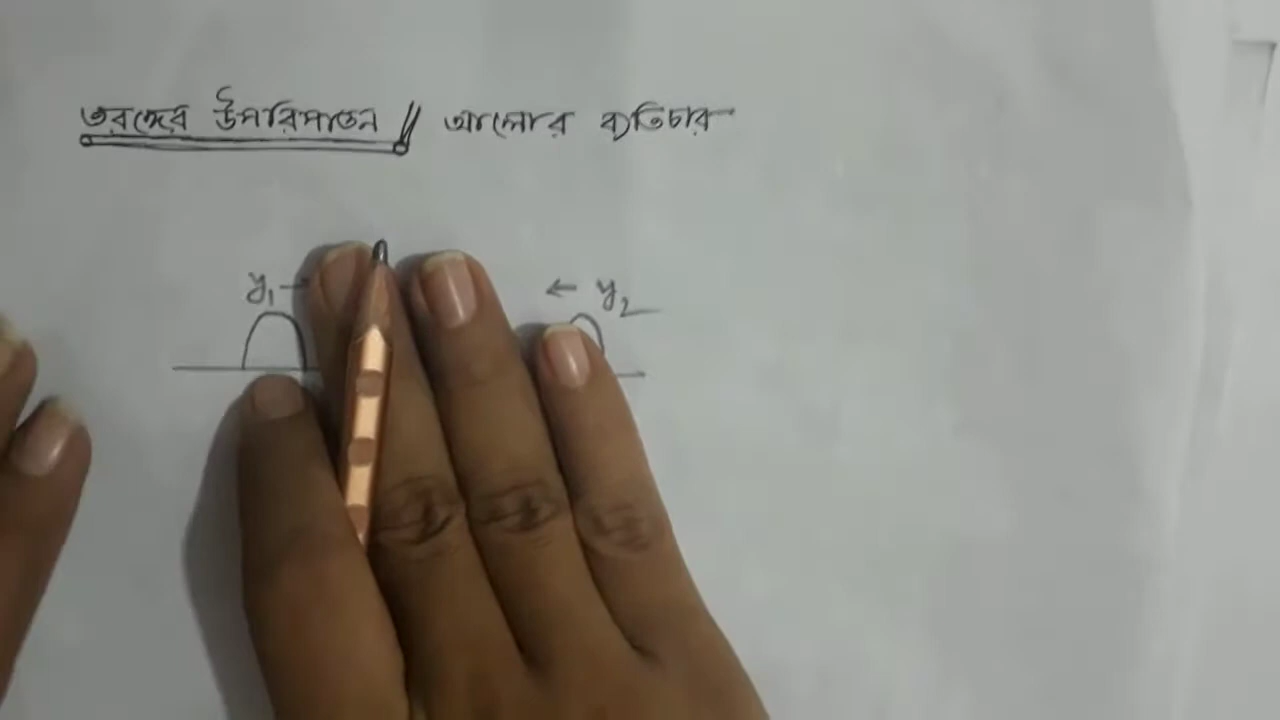 তরঙ্গের উপরিপাতন // আলোর ব্যতিচার
y₁→ ← y₂